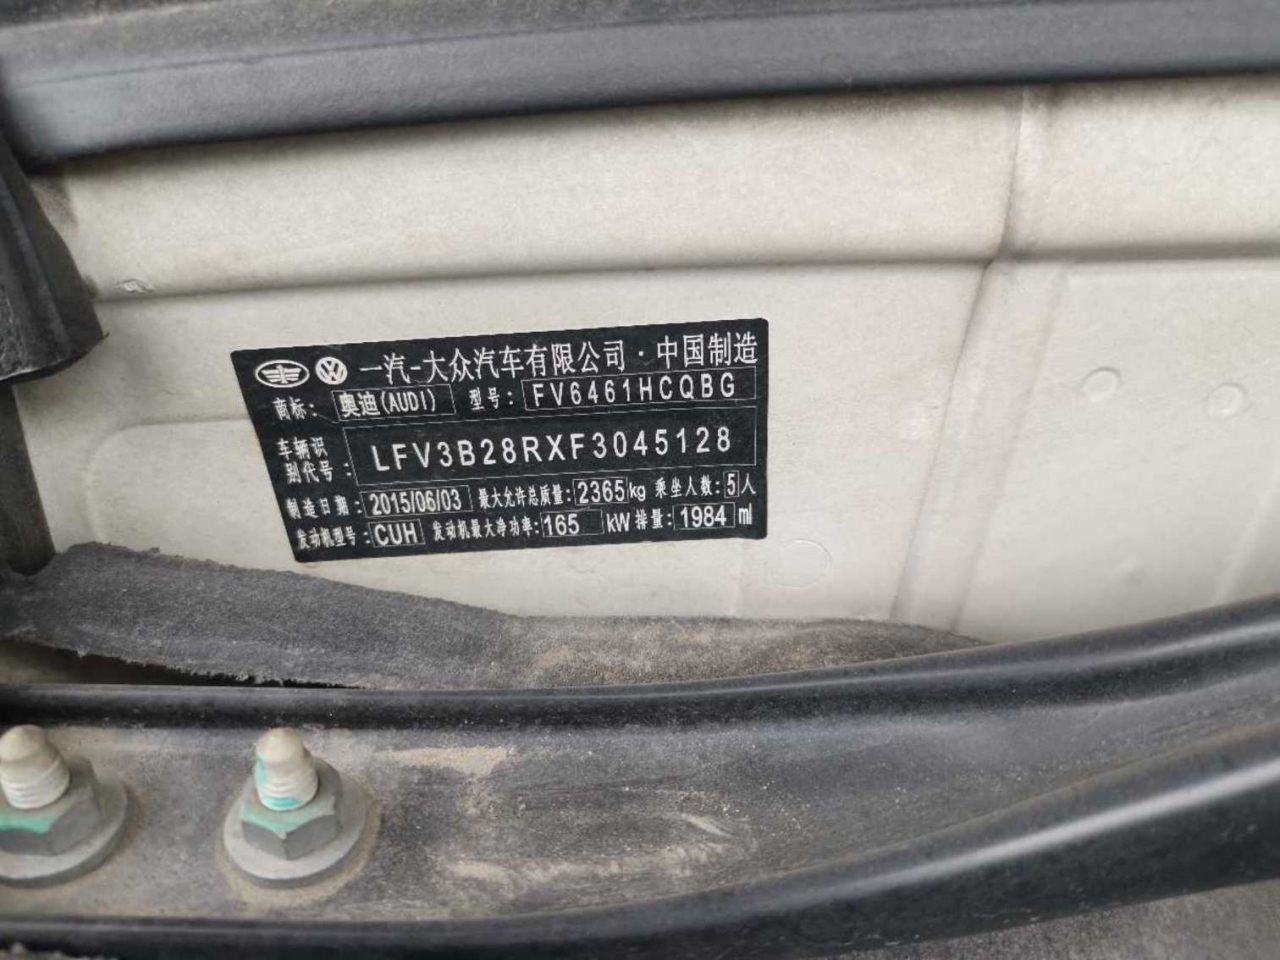 一汽-大众汽车有限公司·中国制造
商标: 奥迪(AUDI) 型号: FV6461HCQBG
车辆识
别代号: LFV3B28RXF3045128
制造日期: 2015/06/03 最大允许总质量: 2365kg 乘坐人数: 5人
发动机型号: CUH 发动机最大净功率: 165 kW 排量: 1984 ml